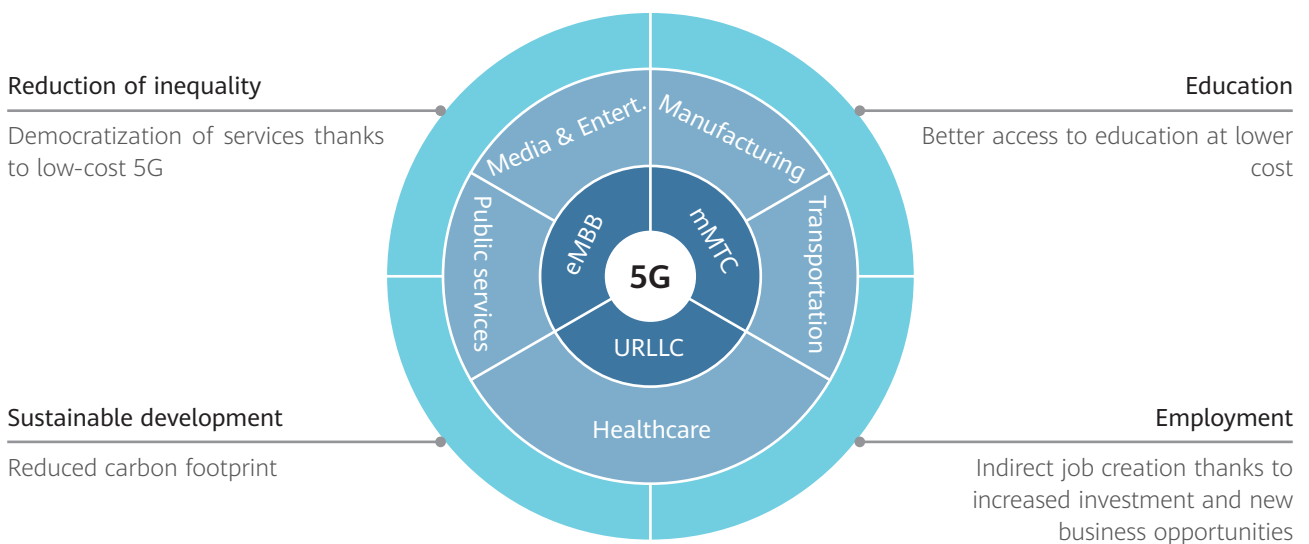 Reduction of inequality
Democratization of services thanks
to low-cost 5G
Education
Better access to education at lower
cost
Media & Entert.
Manufacturing
Public services
Transportation
eMBB
mMTC
5G
URLLC
Healthcare
Sustainable development
Reduced carbon footprint
Employment
Indirect job creation thanks to
increased investment and new
business opportunities